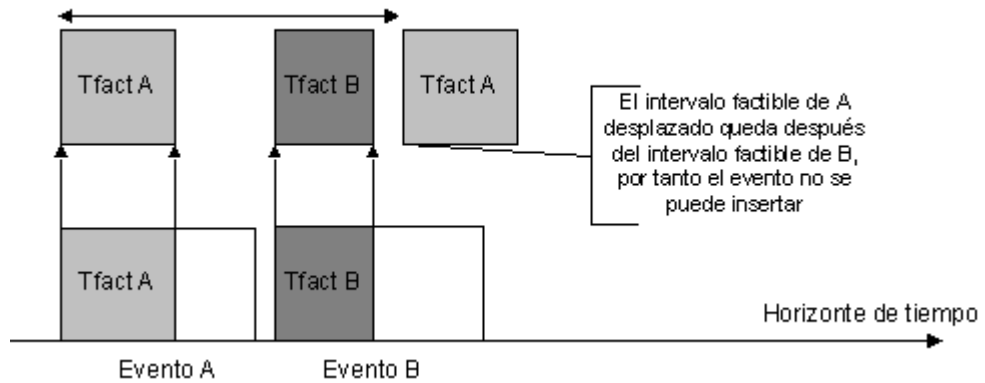 Tfact A
Tfact B
Tfact A
El intervalo factible de A
desplazado queda después
del intervalo factible de B,
por tanto el evento no se
puede insertar
Tfact A
Tfact B
Horizonte de tiempo
Evento A
Evento B